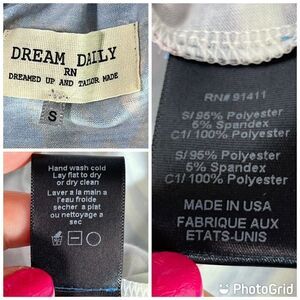 DREAM DAILY
RN
DREAMED UP AND TAILOR MADE
S
RN# 91411
S/ 95% Polyester
5% Spandex
C1/ 100% Polyester
S/ 95% Polyester
5% Spandex
C1/ 100% Polyester
MADE IN USA
FABRIQUE AUX
ETATS-UNIS
Hand wash cold
Lay flat to dry
or dry clean
Laver a la main a
l'eau froide
secher a plat
ou nettoyage a
sec
PhotoGrid